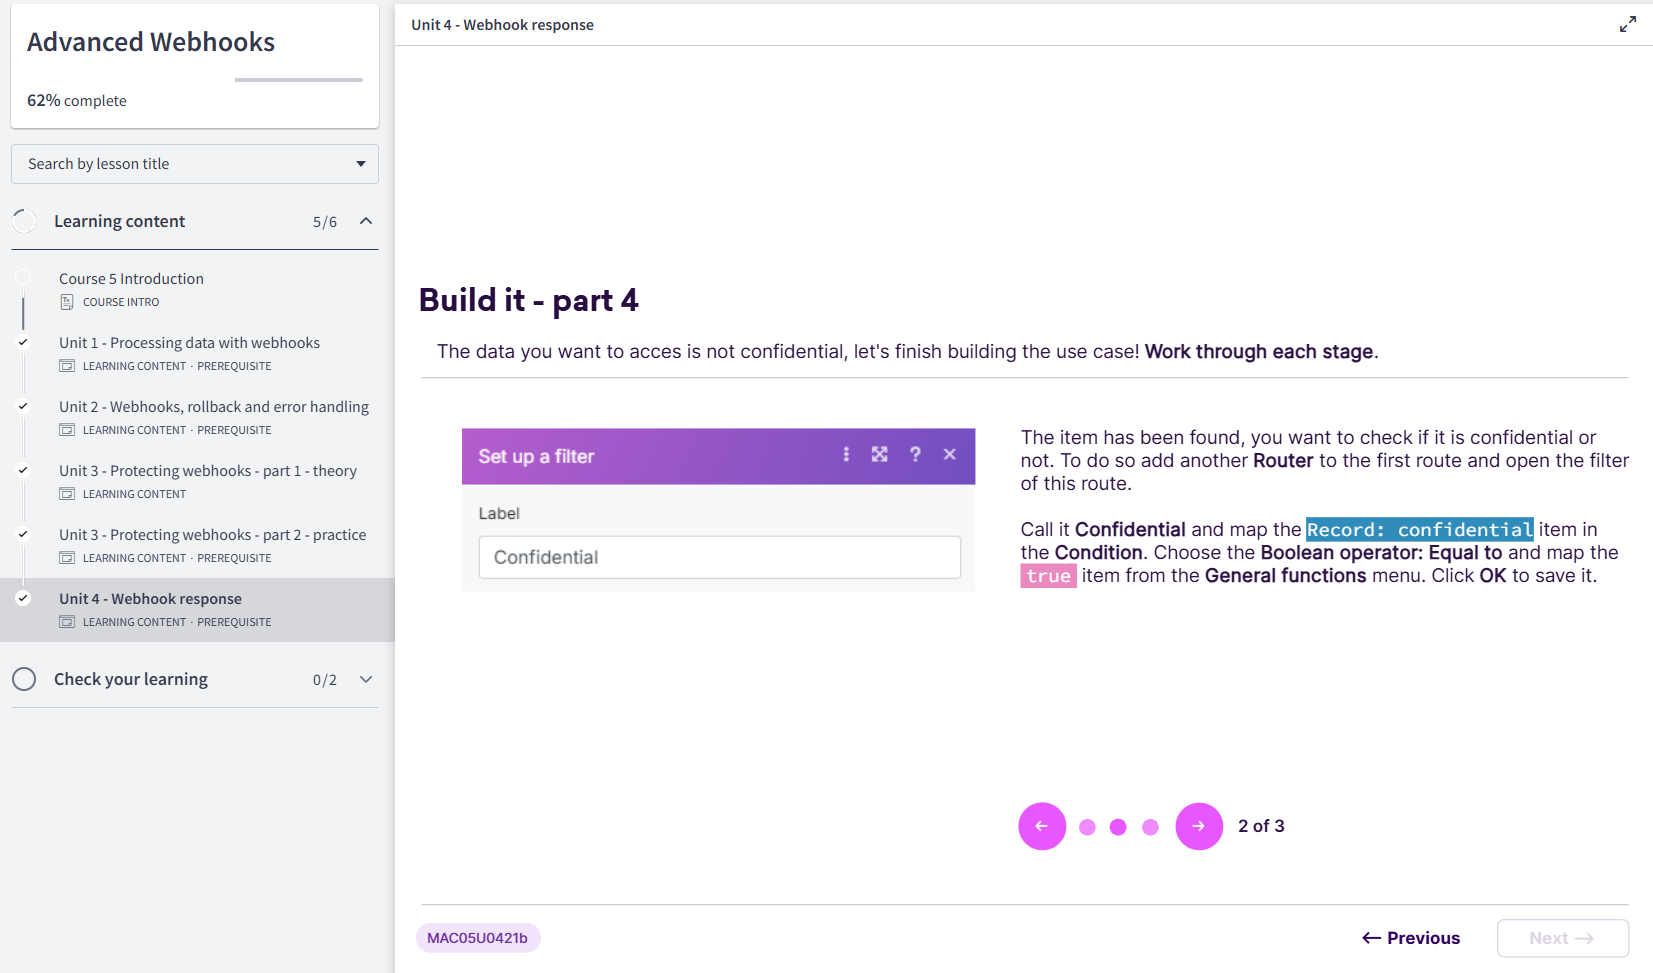 Advanced Webhooks
62% complete
Search by lesson title
Learning content 5/6
Course 5 Introduction
COURSE INTRO
Unit 1 - Processing data with webhooks
LEARNING CONTENT · PREREQUISITE
Unit 2 - Webhooks, rollback and error handling
LEARNING CONTENT · PREREQUISITE
Unit 3 - Protecting webhooks - part 1 - theory
LEARNING CONTENT
Unit 3 - Protecting webhooks - part 2 - practice
LEARNING CONTENT · PREREQUISITE
Unit 4 - Webhook response
LEARNING CONTENT · PREREQUISITE
Check your learning 0/2
Unit 4 - Webhook response
Build it - part 4
The data you want to acces is not confidential, let's finish building the use case! Work through each stage.
Set up a filter
?
Label
Confidential
The item has been found, you want to check if it is confidential or
not. To do so add another Router to the first route and open the filter
of this route.
Call it Confidential and map the Record: confidential item in
the Condition. Choose the Boolean operator: Equal to and map the
true item from the General functions menu. Click OK to save it.
2 of 3
MAC05U0421b
← Previous
Next →